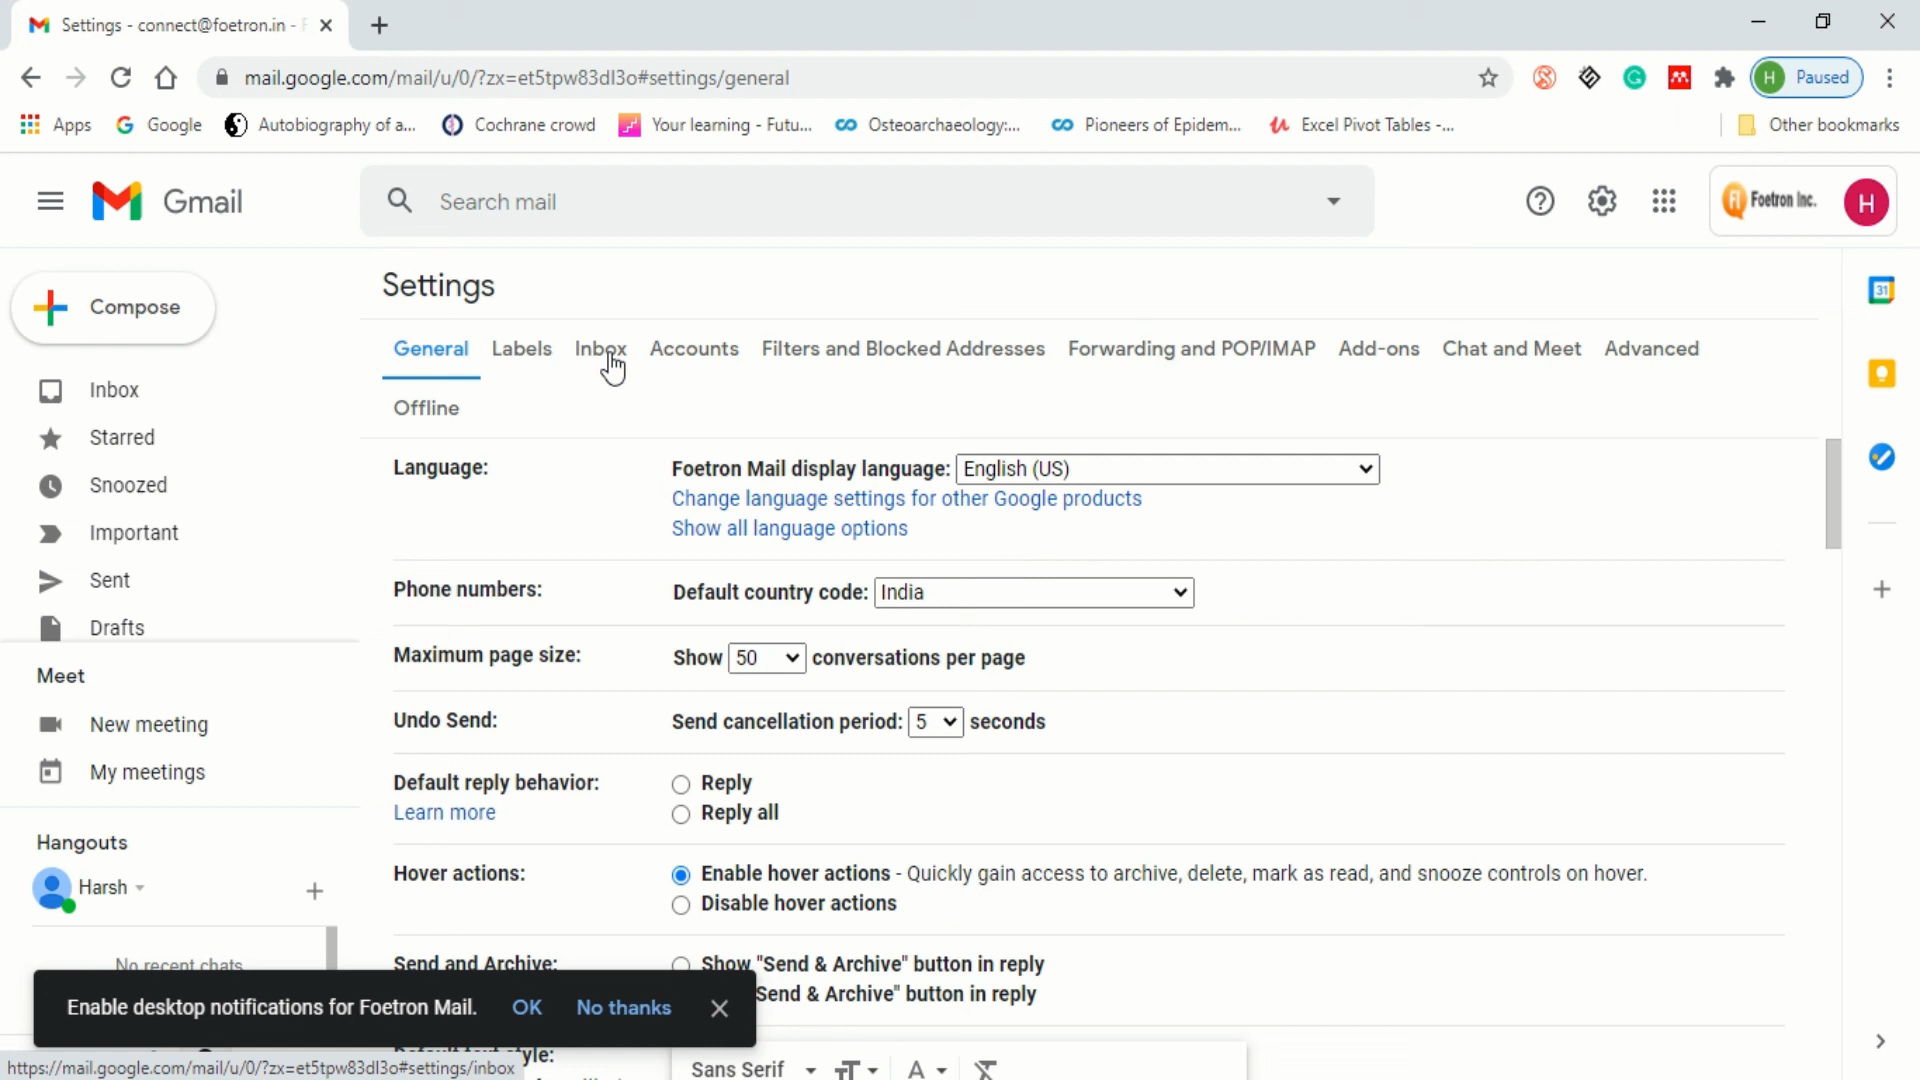 Settings - connect@foetron.in -
mail.google.com/mail/u/0/?zx=et5tpw83dl3o#settings/general
H Paused
Apps Google Autobiography of a... Cochrane crowd Your learning - Futu... Osteoarchaeology:... Pioneers of Epidem... Excel Pivot Tables -... Other bookmarks
Gmail
Search mail
Foetron Inc. H
Compose
Inbox
Starred
Snoozed
Important
Sent
Drafts
Meet
New meeting
My meetings
Hangouts
Harsh
No recent chats
Settings
General Labels Inbox Accounts Filters and Blocked Addresses Forwarding and POP/IMAP Add-ons Chat and Meet Advanced
Offline
Language: Foetron Mail display language: English (US)
Change language settings for other Google products
Show all language options
Phone numbers: Default country code: India
Maximum page size: Show 50 conversations per page
Undo Send: Send cancellation period: 5 seconds
Default reply behavior: Reply
Learn more Reply all
Hover actions: Enable hover actions - Quickly gain access to archive, delete, mark as read, and snooze controls on hover.
Disable hover actions
Send and Archive: Show "Send & Archive" button in reply
Send & Archive" button in reply
Sans Serif
Enable desktop notifications for Foetron Mail. OK No thanks
https://mail.google.com/mail/u/0/?zx=et5tpw83dl3o#settings/inbox
31